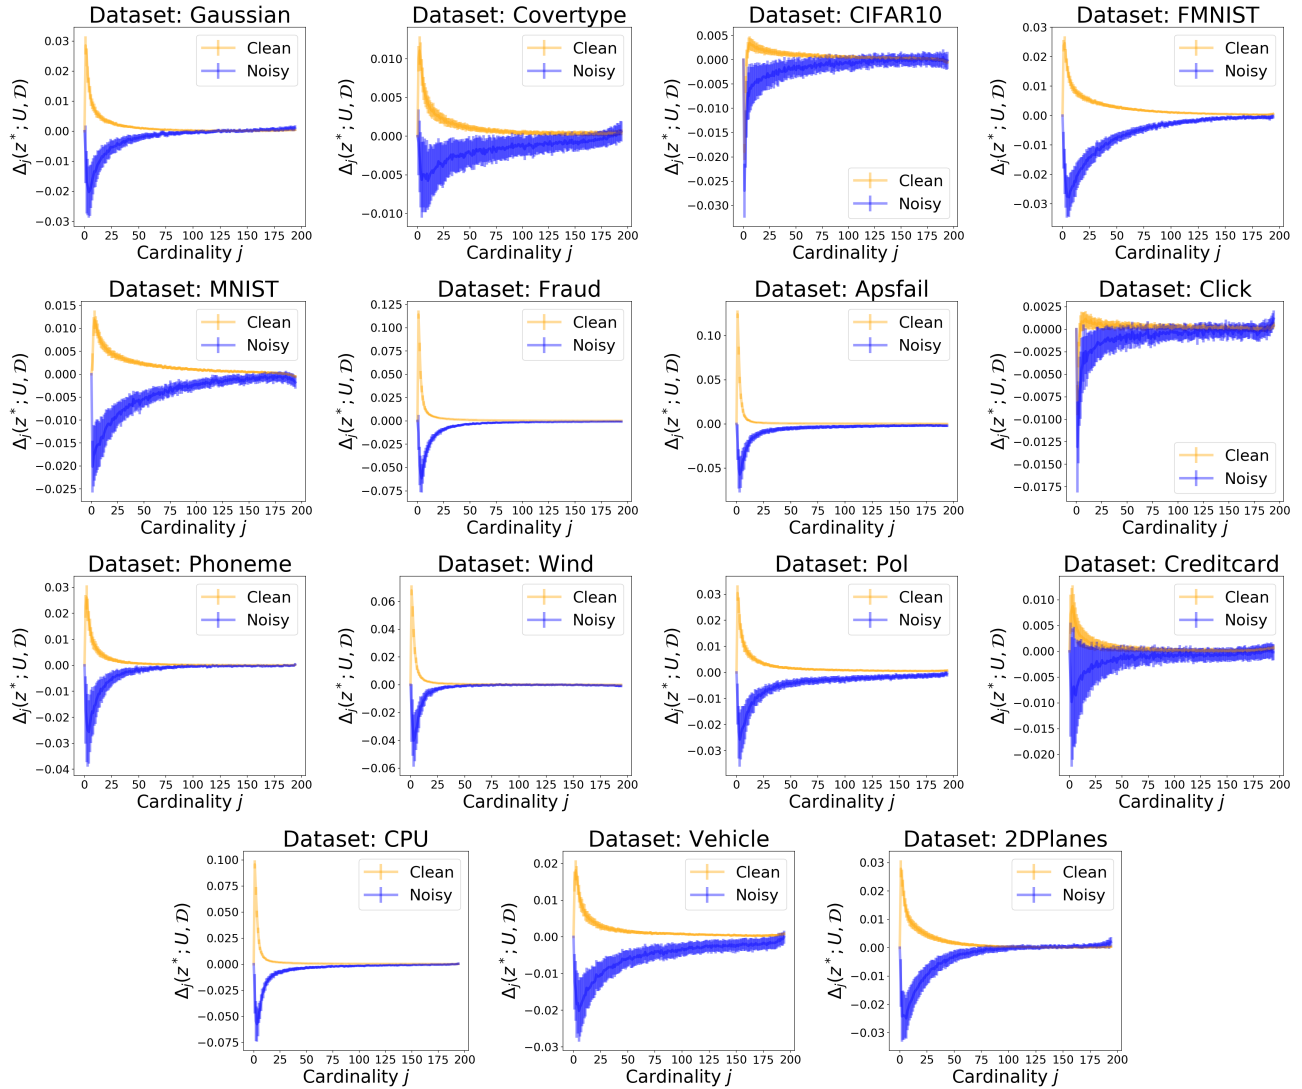 Dataset: Gaussian
Δj(z*; U, D)
0.03
0.02
0.01
0.00
−0.01
−0.02
−0.03
Clean
Noisy
0 25 50 75 100 125 150 175 200
Cardinality j
Dataset: Covertype
Δj(z*; U, D)
0.010
0.005
0.000
−0.005
−0.010
Clean
Noisy
0 25 50 75 100 125 150 175 200
Cardinality j
Dataset: CIFAR10
Δj(z*; U, D)
0.005
0.000
−0.005
−0.010
−0.015
−0.020
−0.025
−0.030
Clean
Noisy
0 25 50 75 100 125 150 175 200
Cardinality j
Dataset: FMNIST
Δj(z*; U, D)
0.03
0.02
0.01
0.00
−0.01
−0.02
−0.03
Clean
Noisy
0 25 50 75 100 125 150 175 200
Cardinality j
Dataset: MNIST
Δj(z*; U, D)
0.015
0.010
0.005
0.000
−0.005
−0.010
−0.015
−0.020
−0.025
Clean
Noisy
0 25 50 75 100 125 150 175 200
Cardinality j
Dataset: Fraud
Δj(z*; U, D)
0.125
0.100
0.075
0.050
0.025
0.000
−0.025
−0.050
−0.075
Clean
Noisy
0 25 50 75 100 125 150 175 200
Cardinality j
Dataset: Apsfail
Δj(z*; U, D)
0.10
0.05
0.00
−0.05
Clean
Noisy
0 25 50 75 100 125 150 175 200
Cardinality j
Dataset: Click
Δj(z*; U, D)
0.0025
0.0000
−0.0025
−0.0050
−0.0075
−0.0100
−0.0125
−0.0150
−0.0175
Clean
Noisy
0 25 50 75 100 125 150 175 200
Cardinality j
Dataset: Phoneme
Δj(z*; U, D)
0.03
0.02
0.01
0.00
−0.01
−0.02
−0.03
−0.04
Clean
Noisy
0 25 50 75 100 125 150 175 200
Cardinality j
Dataset: Wind
Δj(z*; U, D)
0.06
0.04
0.02
0.00
−0.02
−0.04
−0.06
Clean
Noisy
0 25 50 75 100 125 150 175 200
Cardinality j
Dataset: Pol
Δj(z*; U, D)
0.03
0.02
0.01
0.00
−0.01
−0.02
−0.03
Clean
Noisy
0 25 50 75 100 125 150 175 200
Cardinality j
Dataset: Creditcard
Δj(z*; U, D)
0.010
0.005
0.000
−0.005
−0.010
−0.015
−0.020
Clean
Noisy
0 25 50 75 100 125 150 175 200
Cardinality j
Dataset: CPU
Δj(z*; U, D)
0.100
0.075
0.050
0.025
0.000
−0.025
−0.050
−0.075
Clean
Noisy
0 25 50 75 100 125 150 175 200
Cardinality j
Dataset: Vehicle
Δj(z*; U, D)
0.02
0.01
0.00
−0.01
−0.02
−0.03
Clean
Noisy
0 25 50 75 100 125 150 175 200
Cardinality j
Dataset: 2DPlanes
Δj(z*; U, D)
0.03
0.02
0.01
0.00
−0.01
−0.02
−0.03
Clean
Noisy
0 25 50 75 100 125 150 175 200
Cardinality j